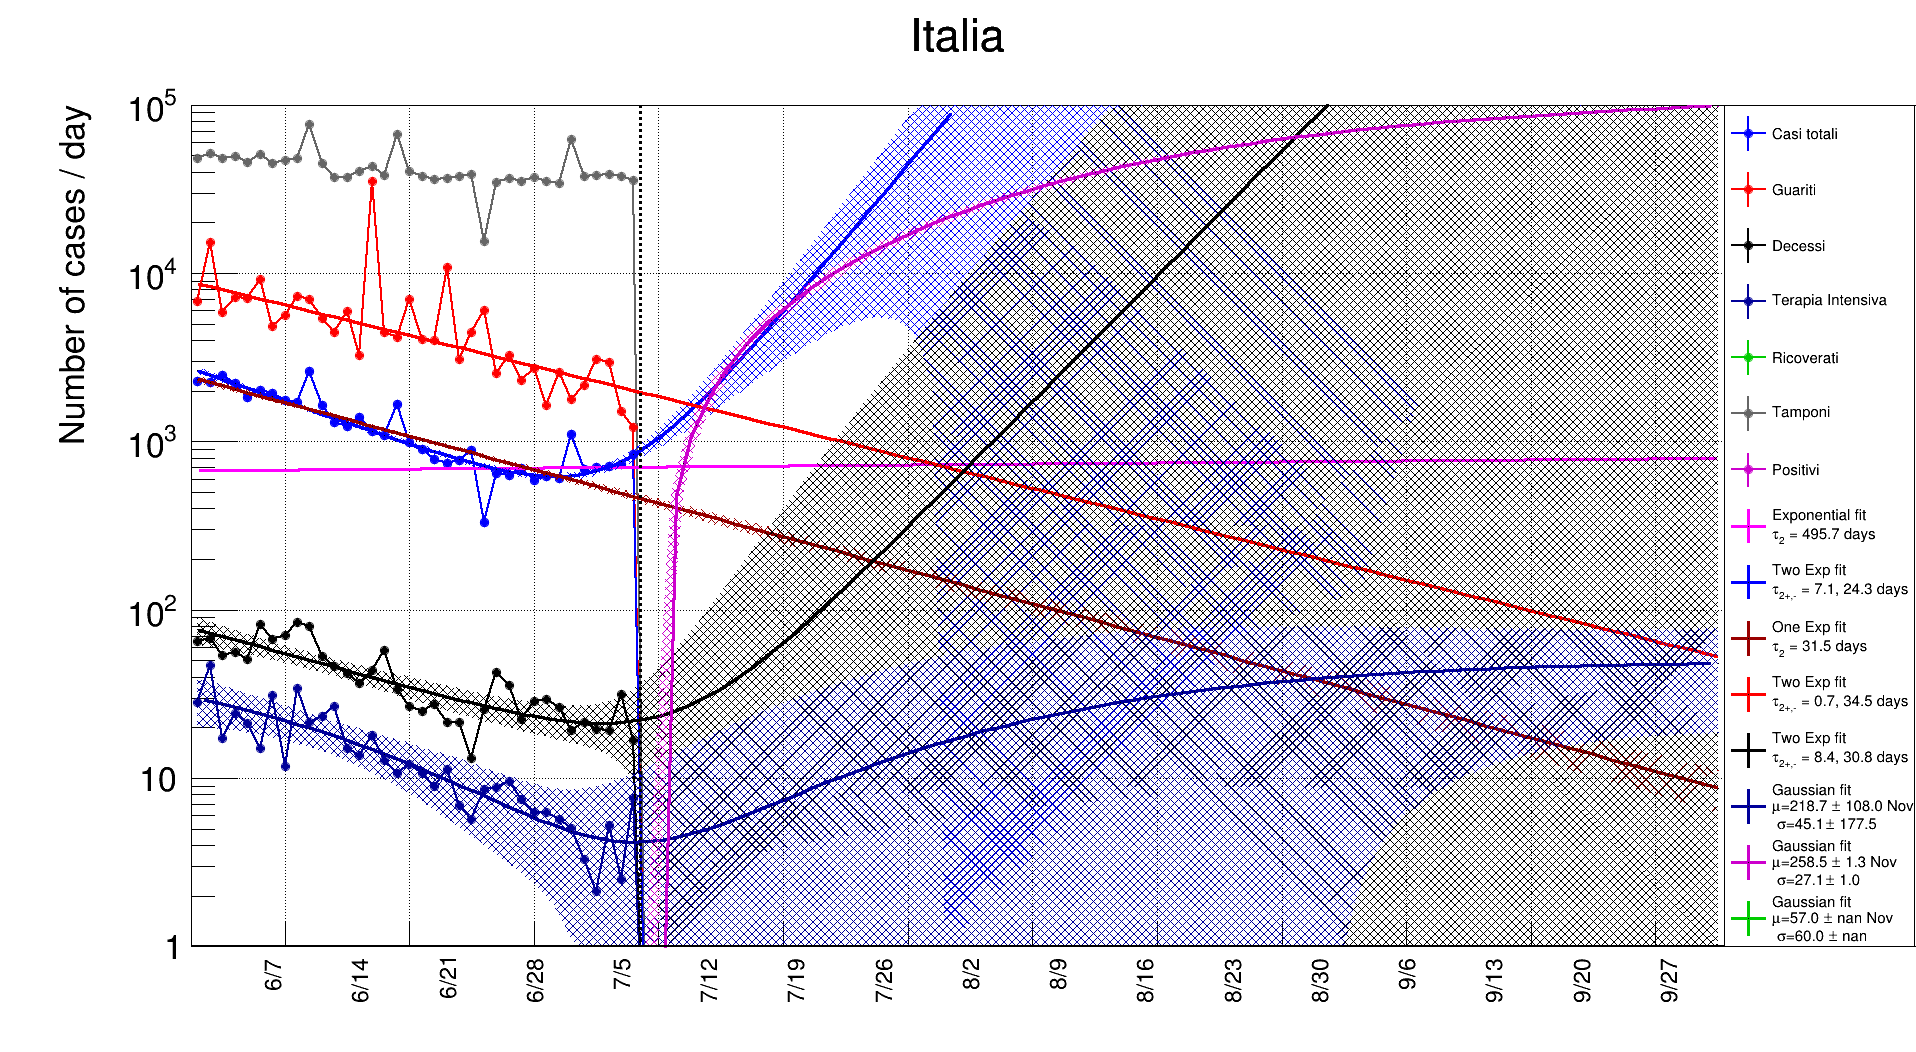 Italia
Number of cases / day
10^5
10^4
10^3
10^2
10
1
6/7
6/14
6/21
6/28
7/5
7/12
7/19
7/26
8/2
8/9
8/16
8/23
8/30
9/6
9/13
9/20
9/27
Casi totali
Guariti
Decessi
Terapia Intensiva
Ricoverati
Tamponi
Positivi
Exponential fit
τ_2 = 495.7 days
Two Exp fit
τ_2+,- = 7.1, 24.3 days
One Exp fit
τ_2 = 31.5 days
Two Exp fit
τ_2+,- = 0.7, 34.5 days
Two Exp fit
τ_2+,- = 8.4, 30.8 days
Gaussian fit
μ=218.7 ± 108.0 Nov
σ=45.1 ± 177.5
Gaussian fit
μ=258.5 ± 1.3 Nov
σ=27.1 ± 1.0
Gaussian fit
μ=57.0 ± nan Nov
σ=60.0 ± nan